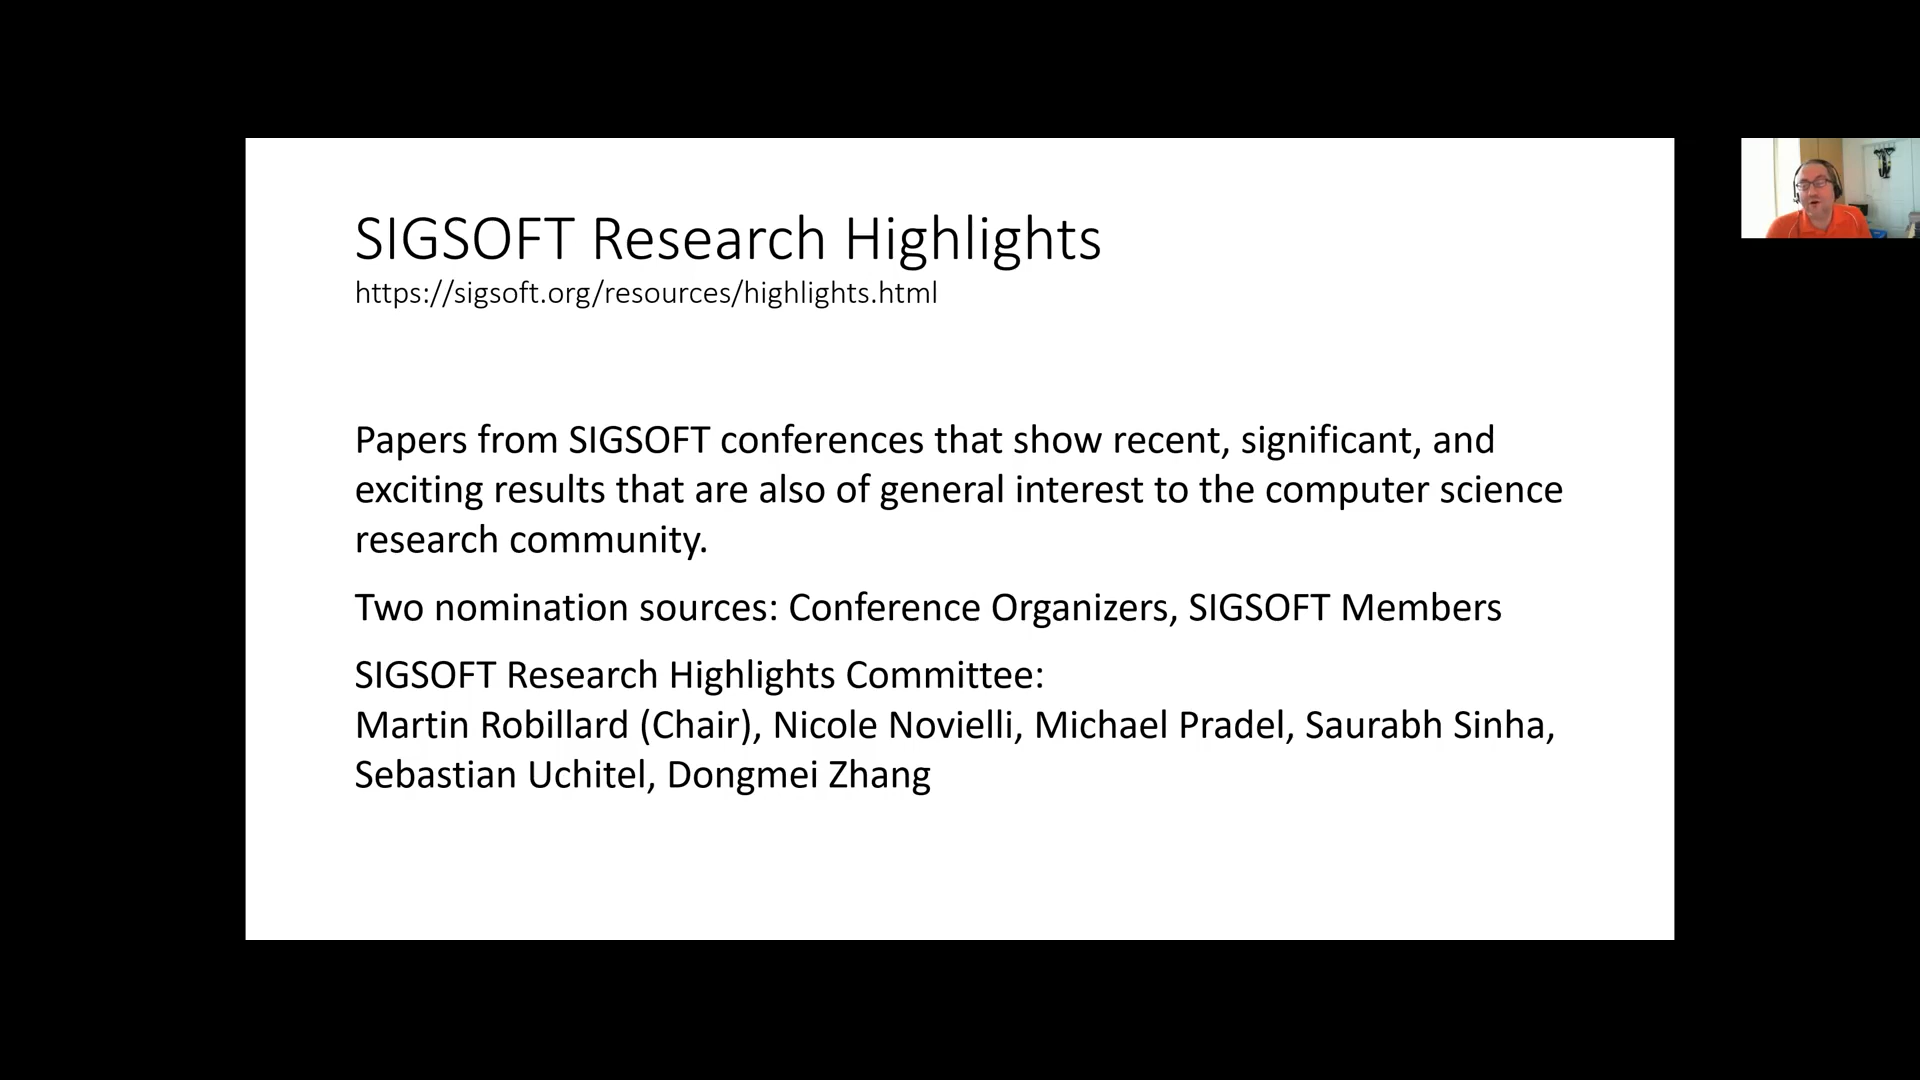 SIGSOFT Research Highlights
https://sigsoft.org/resources/highlights.html
Papers from SIGSOFT conferences that show recent, significant, and
exciting results that are also of general interest to the computer science
research community.
Two nomination sources: Conference Organizers, SIGSOFT Members
SIGSOFT Research Highlights Committee:
Martin Robillard (Chair), Nicole Novielli, Michael Pradel, Saurabh Sinha,
Sebastian Uchitel, Dongmei Zhang